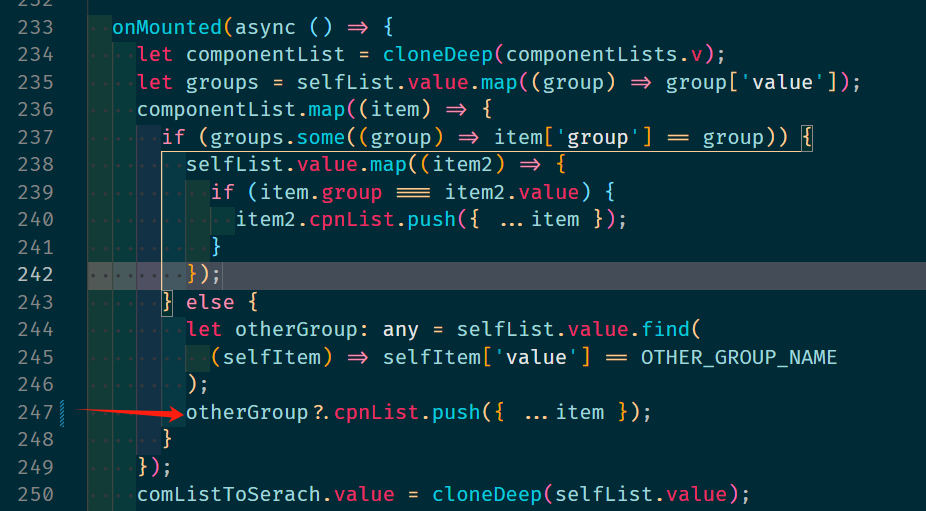 232
233 onMounted(async () => {
234 let componentList = cloneDeep(componentLists.v);
235 let groups = selfList.value.map((group) => group['value']);
236 componentList.map((item) => {
237 if (groups.some((group) => item['group'] == group)) {
238 selfList.value.map((item2) => {
239 if (item.group === item2.value) {
240 item2.cpnList.push({ ...item });
241 }
242 });
243 } else {
244 let otherGroup: any = selfList.value.find(
245 (selfItem) => selfItem['value'] == OTHER_GROUP_NAME
246 );
247 otherGroup?.cpnList.push({ ...item });
248 }
249 });
250 comListToSerach.value = cloneDeep(selfList.value);